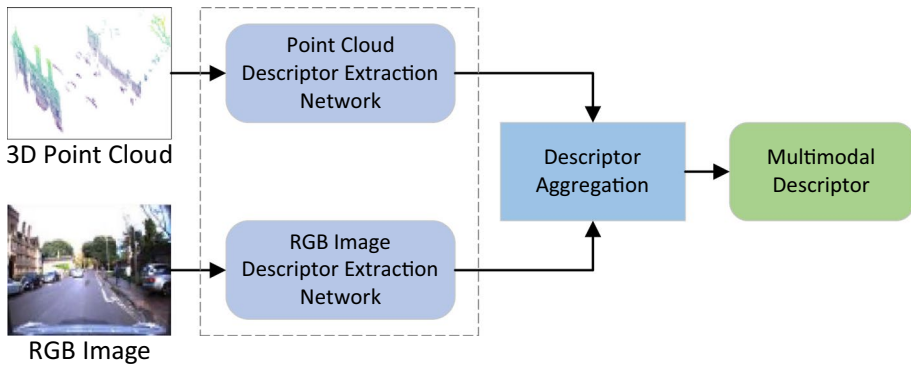 3D Point Cloud
Point Cloud
Descriptor Extraction
Network
RGB Image
RGB Image
Descriptor Extraction
Network
Descriptor
Aggregation
Multimodal
Descriptor